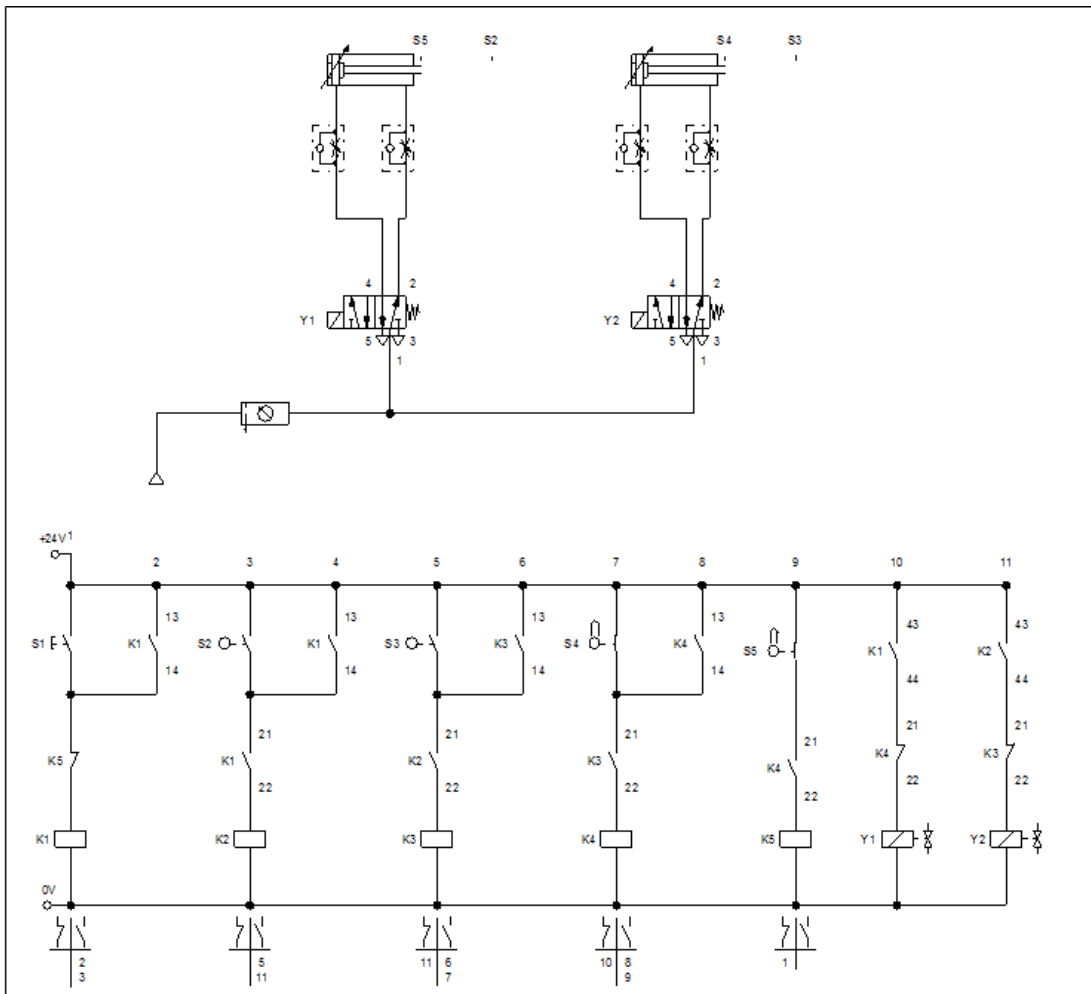 S5 S2 S4 S3
4 2 4 2
Y1 Y2
5 3 5 3
1 1
+24V 1 2 3 4 5 6 7 8 9 10 11
13 13 13 13 43 43
S1 K1 S2 K1 S3 K3 S4 K4 S5 K1 K2
14 14 14 14 44 44
21 21 21 21 21 21
K5 K1 K2 K3 K4 K4 K3
22 22 22 22 22 22
K1 K2 K3 K4 K5 Y1 Y2
0V
2 5 11 6 10 8 1
3 11 7 9